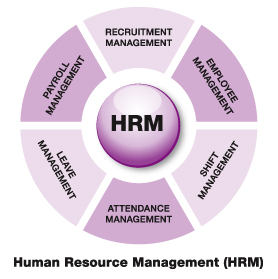 RECRUITMENT
MANAGEMENT
EMPLOYEE
MANAGEMENT
SHIFT
MANAGEMENT
ATTENDANCE
MANAGEMENT
LEAVE
MANAGEMENT
PAYROLL
MANAGEMENT
HRM
Human Resource Management (HRM)